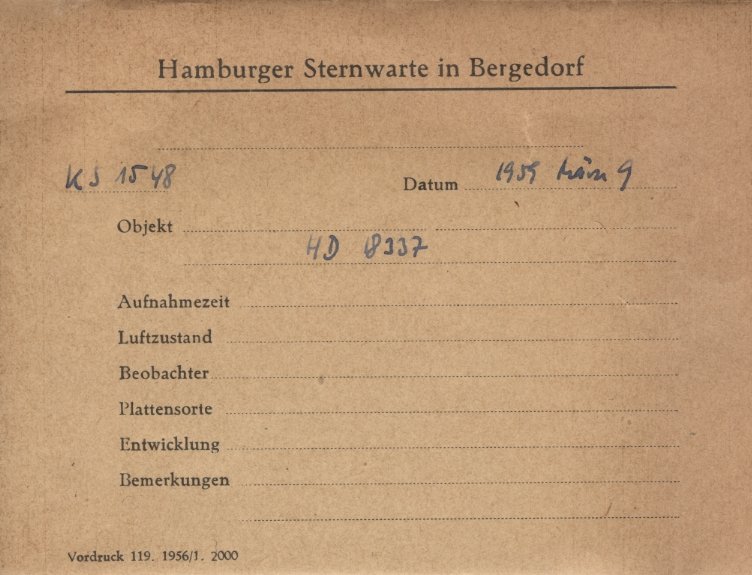 Hamburger Sternwarte in Bergedorf
KS 1548
Datum 1959 März 9
Objekt
HD 18337
Aufnahmezeit
Luftzustand
Beobachter
Plattensorte
Entwicklung
Bemerkungen
Vordruck 119. 1956/1. 2000